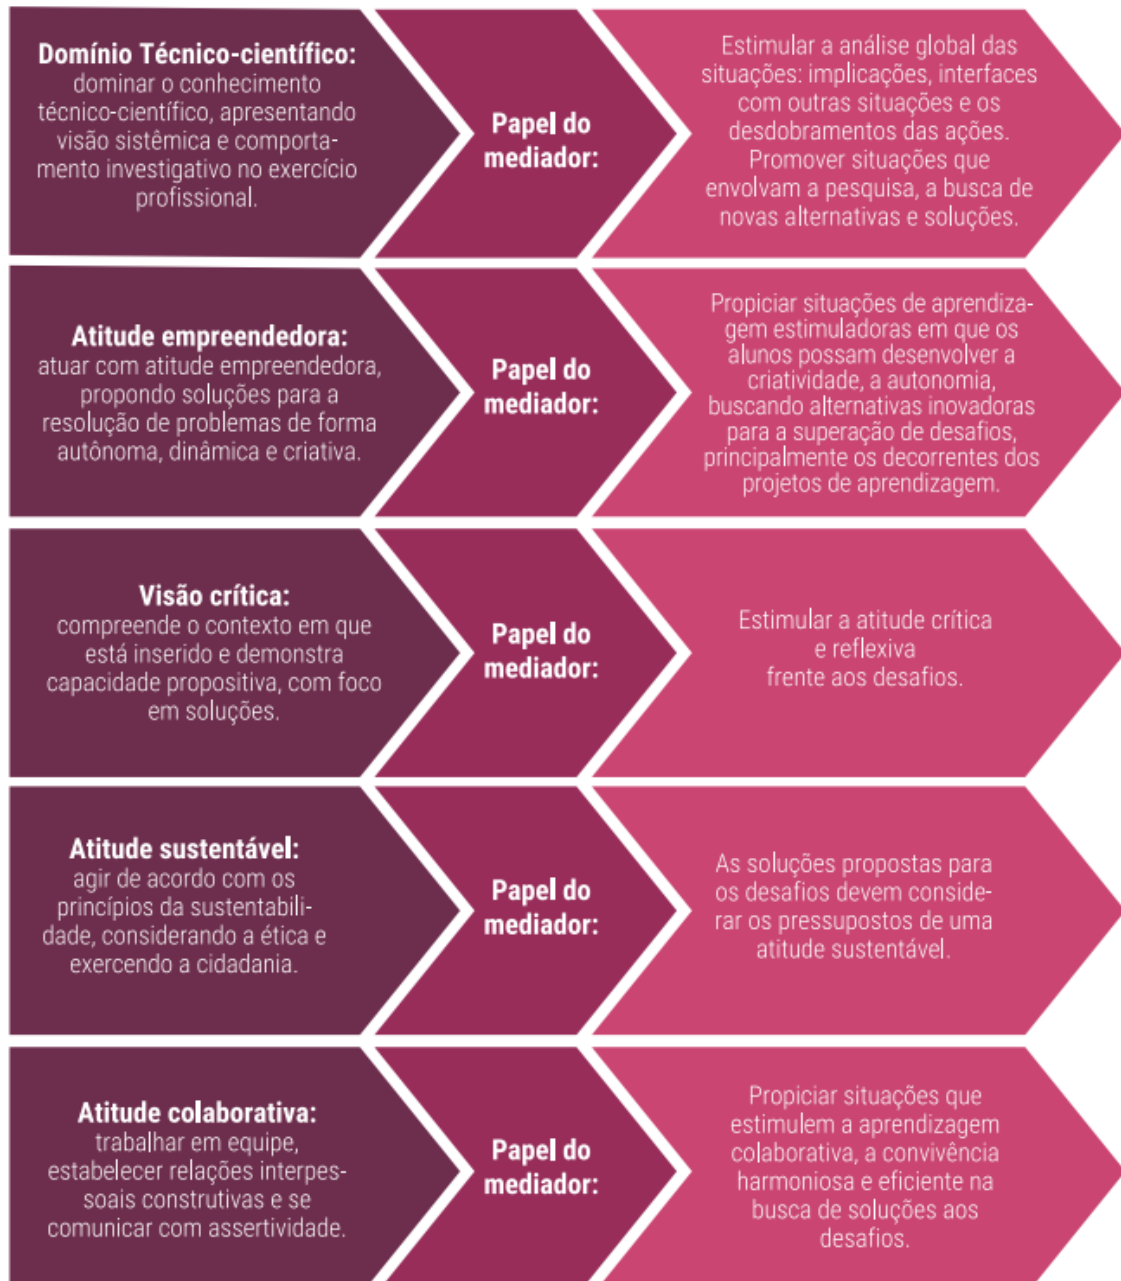 Domínio Técnico-científico:
dominar o conhecimento
técnico-científico, apresentando
visão sistêmica e comporta-
mento investigativo no exercício
profissional.
Papel do
mediador:
Estimular a análise global das
situações: implicações, interfaces
com outras situações e os
desdobramentos das ações.
Promover situações que
envolvam a pesquisa, a busca de
novas alternativas e soluções.
Atitude empreendedora:
atuar com atitude empreendedora,
propondo soluções para a
resolução de problemas de forma
autônoma, dinâmica e criativa.
Papel do
mediador:
Propiciar situações de aprendiza-
gem estimuladoras em que os
alunos possam desenvolver a
criatividade, a autonomia,
buscando alternativas inovadoras
para a superação de desafios,
principalmente os decorrentes dos
projetos de aprendizagem.
Visão crítica:
compreende o contexto em que
está inserido e demonstra
capacidade propositiva, com foco
em soluções.
Papel do
mediador:
Estimular a atitude crítica
e reflexiva
frente aos desafios.
Atitude sustentável:
agir de acordo com os
princípios da sustentabili-
dade, considerando a ética e
exercendo a cidadania.
Papel do
mediador:
As soluções propostas para
os desafios devem conside-
rar os pressupostos de uma
atitude sustentável.
Atitude colaborativa:
trabalhar em equipe,
estabelecer relações interpes-
soais construtivas e se
comunicar com assertividade.
Papel do
mediador:
Propiciar situações que
estimulem a aprendizagem
colaborativa, a convivência
harmoniosa e eficiente na
busca de soluções aos
desafios.